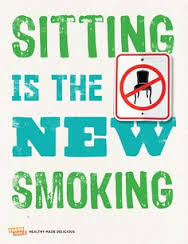 SITTING
IS THE
NEW
SMOKING
HEALTHY MADE DELICIOUS